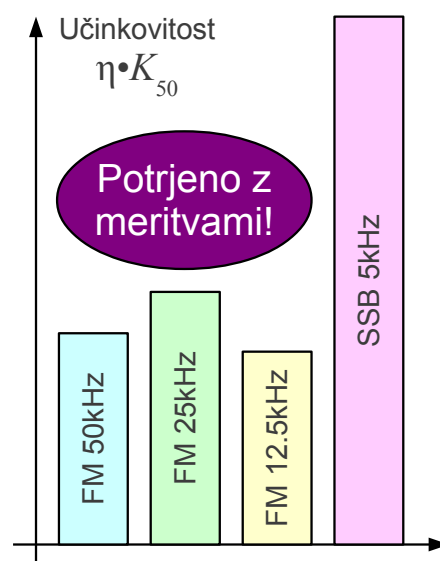 Učinkovitost
η•K₅₀
Potrjeno z
meritvami!
FM 50kHz
FM 25kHz
FM 12.5kHz
SSB 5kHz